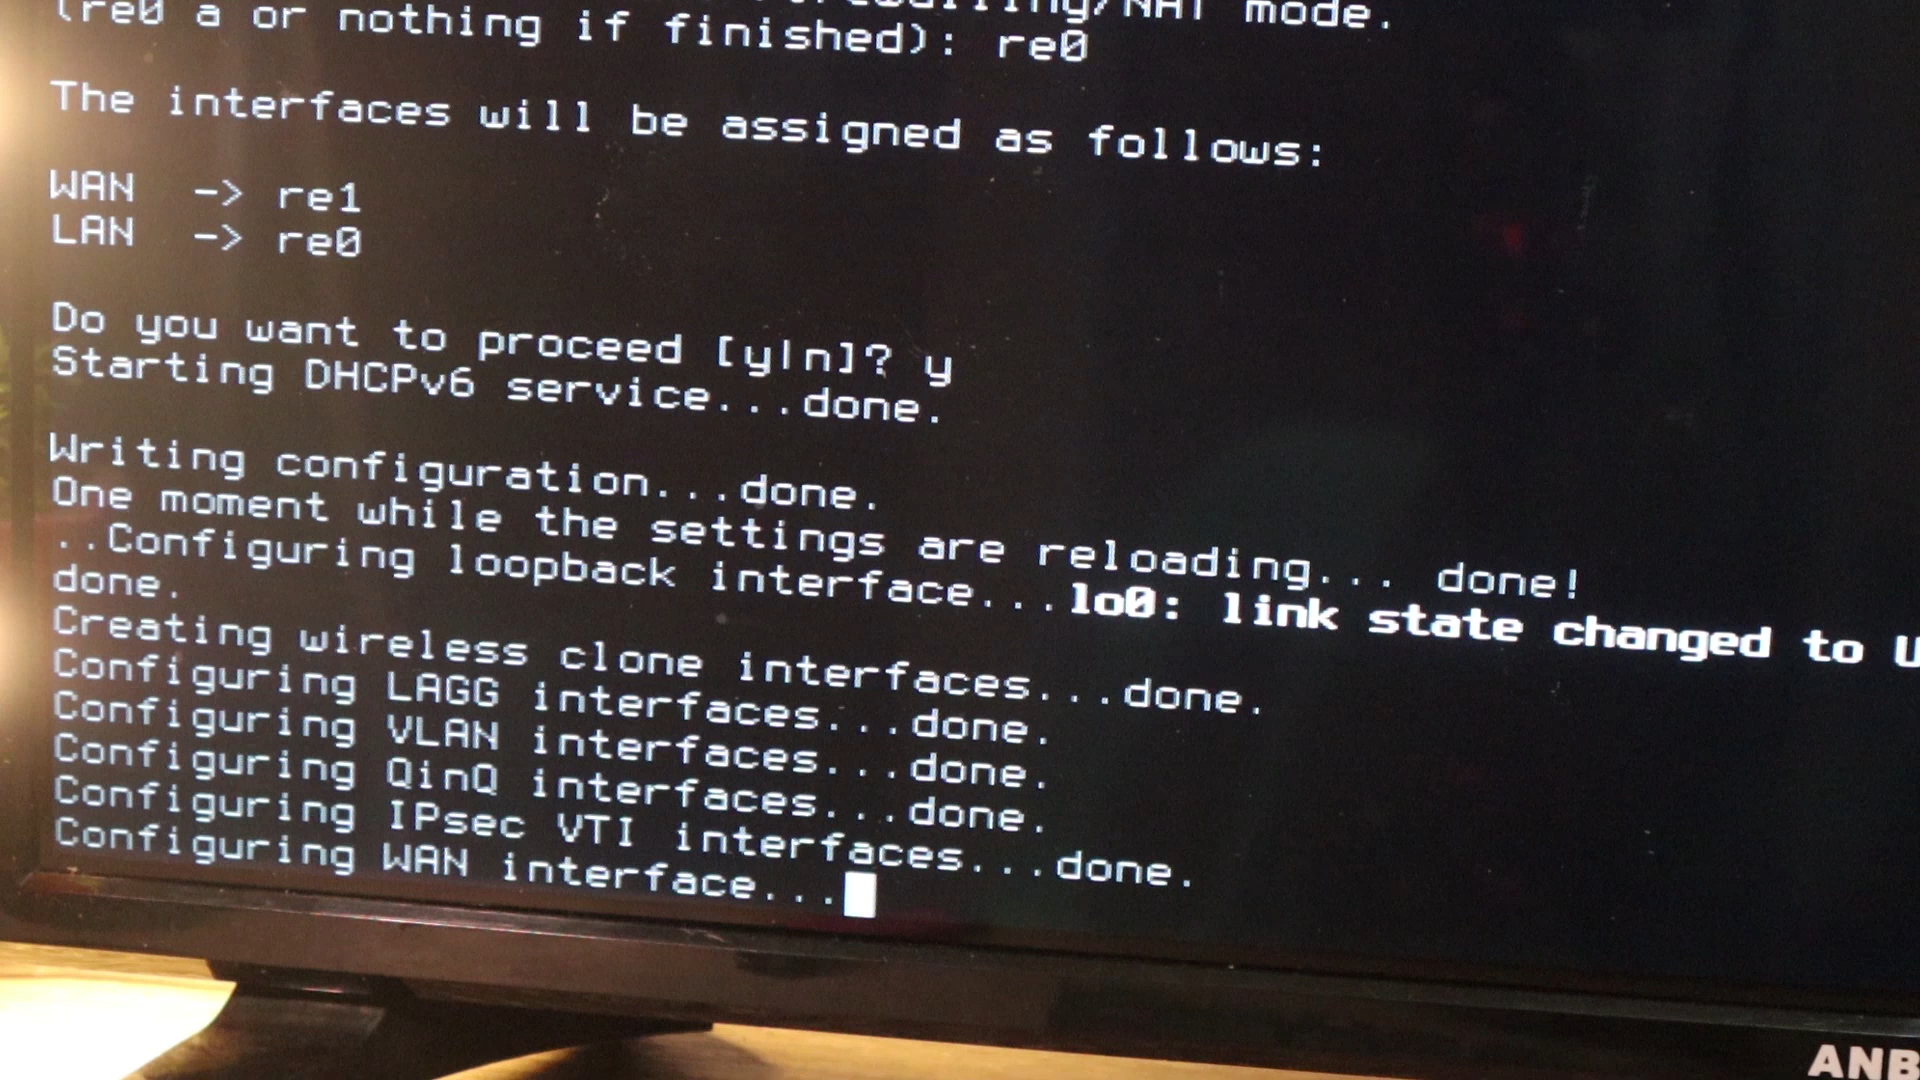 (re0 a or nothing if finished): re0
mode.
The interfaces will be assigned as follows:
WAN -> re1
LAN -> re0
Do you want to proceed [y|n]? y
Starting DHCPv6 service...done.
Writing configuration...done.
One moment while the settings are reloading... done!
..Configuring loopback interface...lo0: link state changed to U
done.
Creating wireless clone interfaces...done.
Configuring LAGG interfaces...done.
Configuring VLAN interfaces...done.
Configuring QinQ interfaces...done.
Configuring IPsec VTI interfaces...done.
Configuring WAN interface...
ANB